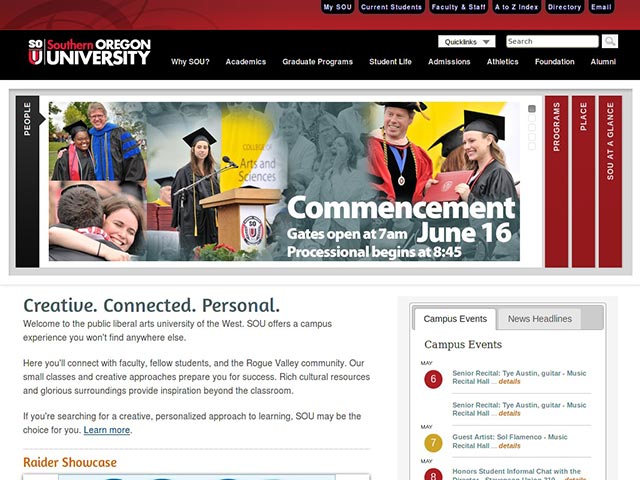 My SOU
Current Students
Faculty & Staff
A to Z Index
Directory
Email
SO
U
Southern OREGON
UNIVERSITY
Quicklinks
Search
Why SOU?
Academics
Graduate Programs
Student Life
Admissions
Athletics
Foundation
Alumni
PEOPLE
COLLEGE OF
Arts and
Sciences
SO
U
Commencement
Gates open at 7am June 16
Processional begins at 8:45
PROGRAMS
PLACE
SOU AT A GLANCE
Creative. Connected. Personal.
Welcome to the public liberal arts university of the West. SOU offers a campus
experience you won't find anywhere else.
Here you'll connect with faculty, fellow students, and the Rogue Valley community. Our
small classes and creative approaches prepare you for success. Rich cultural resources
and glorious surroundings provide inspiration beyond the classroom.
If you're searching for a creative, personalized approach to learning, SOU may be the
choice for you. Learn more.
Raider Showcase
Campus Events
News Headlines
Campus Events
MAY
6
Senior Recital: Tye Austin, guitar - Music
Recital Hall ... details
Senior Recital: Tye Austin, guitar - Music
Recital Hall ... details
MAY
7
Guest Artist: Sol Flamenco - Music
Recital Hall ... details
MAY
8
Honors Student Informal Chat with the
Director - Stevenson Union 319 ... details